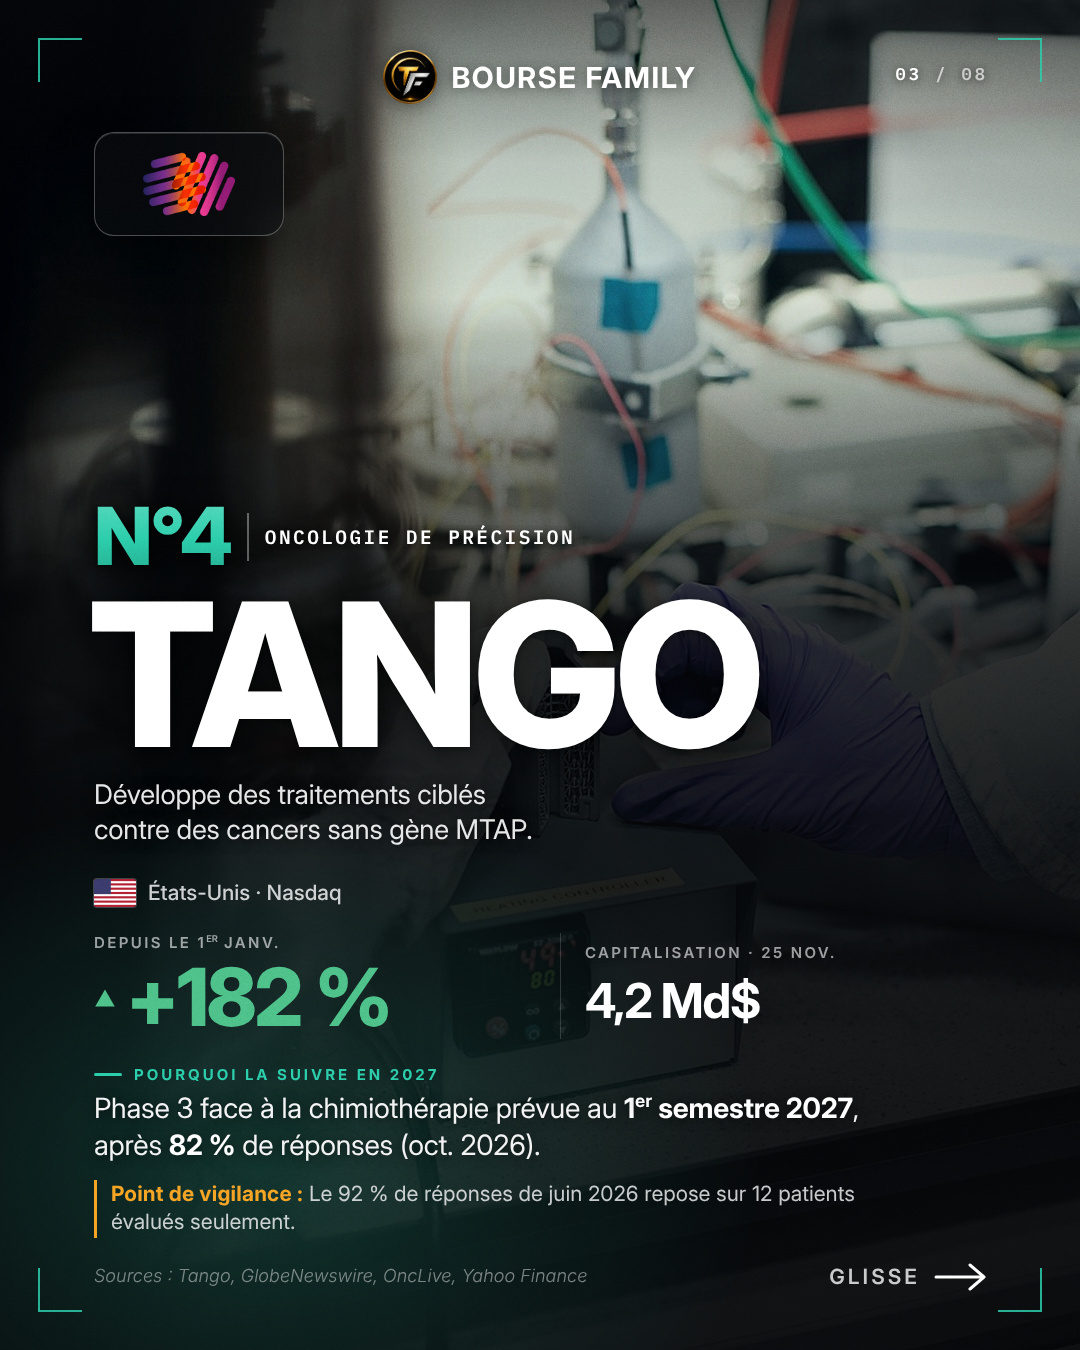 TF BOURSE FAMILY
03 / 08
N°4 ONCOLOGIE DE PRÉCISION
TANGO
Développe des traitements ciblés
contre des cancers sans gène MTAP.
États-Unis · Nasdaq
DEPUIS LE 1ER JANV.
CAPITALISATION · 25 NOV.
▲ +182 %
4,2 Md$
HEATING CONTROLLER
80
POURQUOI LA SUIVRE EN 2027
Phase 3 face à la chimiothérapie prévue au 1er semestre 2027,
après 82 % de réponses (oct. 2026).
Point de vigilance : Le 92 % de réponses de juin 2026 repose sur 12 patients
évalués seulement.
Sources : Tango, GlobeNewswire, OncLive, Yahoo Finance
GLISSE